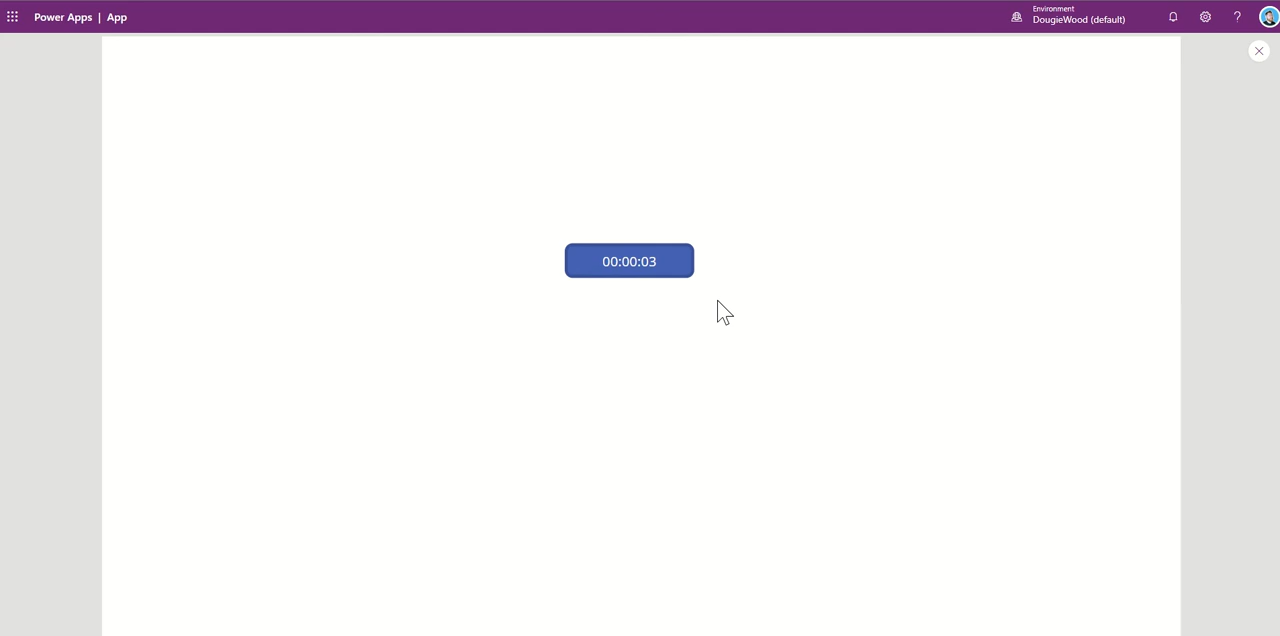 Power Apps | App
Environment
DougieWood (default)
?
00:00:03